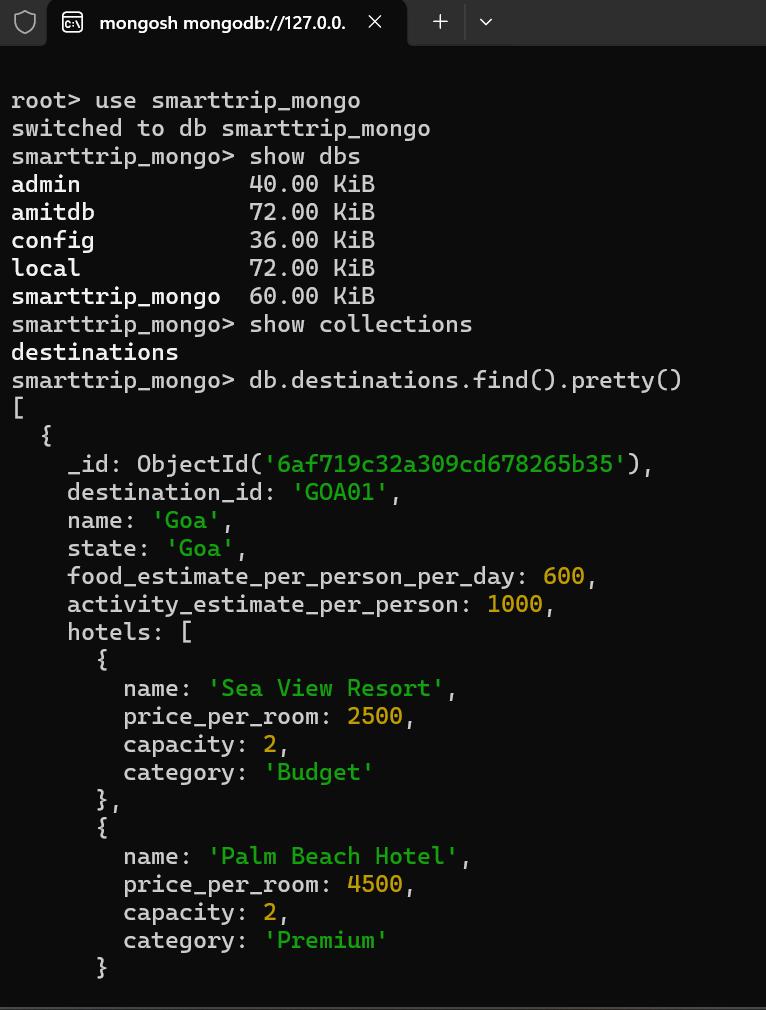 mongosh mongodb://127.0.0.
root> use smarttrip_mongo
switched to db smarttrip_mongo
smarttrip_mongo> show dbs
admin            40.00 KiB
amitdb           72.00 KiB
config           36.00 KiB
local            72.00 KiB
smarttrip_mongo  60.00 KiB
smarttrip_mongo> show collections
destinations
smarttrip_mongo> db.destinations.find().pretty()
[
  {
    _id: ObjectId('6af719c32a309cd678265b35'),
    destination_id: 'GOA01',
    name: 'Goa',
    state: 'Goa',
    food_estimate_per_person_per_day: 600,
    activity_estimate_per_person: 1000,
    hotels: [
      {
        name: 'Sea View Resort',
        price_per_room: 2500,
        capacity: 2,
        category: 'Budget'
      },
      {
        name: 'Palm Beach Hotel',
        price_per_room: 4500,
        capacity: 2,
        category: 'Premium'
      }